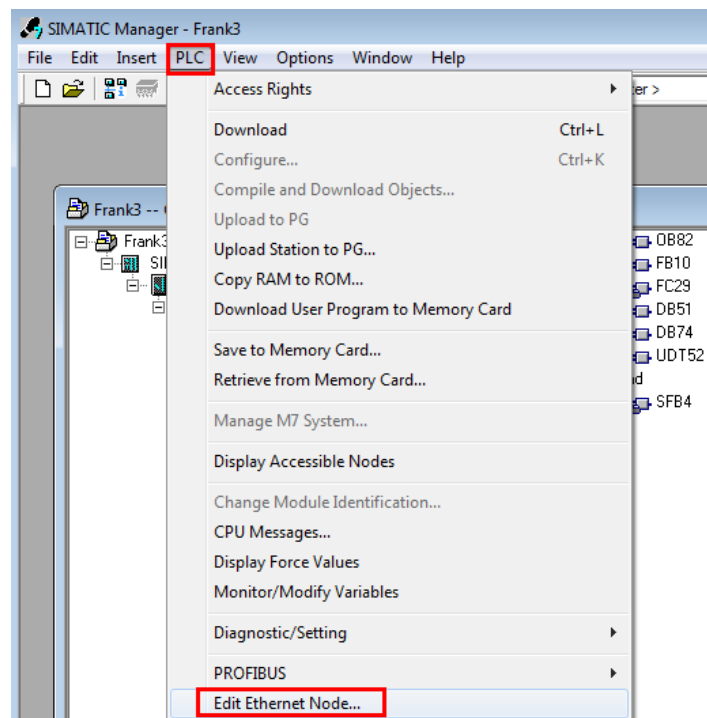 SIMATIC Manager - Frank3
File Edit Insert PLC View Options Window Help
Access Rights
Download Ctrl+L
Configure... Ctrl+K
Compile and Download Objects...
Upload to PG
Upload Station to PG...
Copy RAM to ROM...
Download User Program to Memory Card
Save to Memory Card...
Retrieve from Memory Card...
Manage M7 System...
Display Accessible Nodes
Change Module Identification...
CPU Messages...
Display Force Values
Monitor/Modify Variables
Diagnostic/Setting
PROFIBUS
Edit Ethernet Node...
Frank3 --
Frank3
OB82
FB10
FC29
DB51
DB74
UDT52
SFB4